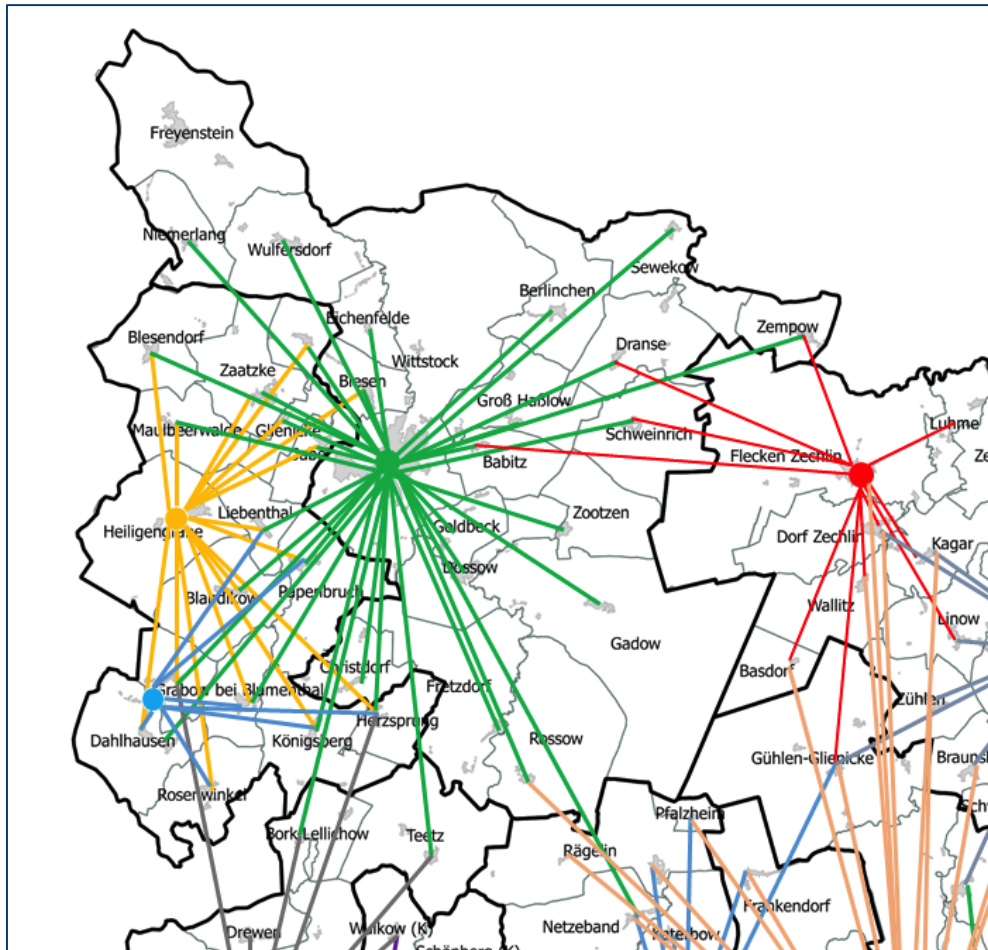 Freyenstein
Niemerlang
Wulfersdorf
Sewekow
Berlinchen
Eichenfelde
Zempow
Blesendorf
Dranse
Wittstock
Zaatzke
Biesen
Groß Haßlow
Luhme
Maulbeerwalde
Glienicke
Schweinrich
Babitz
Flecken Zechlin
Liebenthal
Zootzen
Heiligengrabe
Goldbeck
Dorf Zechlin
Kagar
Dossow
Blandikow
Papenbruch
Wallitz
Linow
Gadow
Christdorf
Basdorf
Grabow bei Blumenthal
Fretzdorf
Zühlen
Herzsprung
Dahlhausen
Königsberg
Rossow
Gühlen-Glienicke
Rosenwinkel
Pfalzheim
Bork-Lellichow
Teetz
Rägelin
Frankendorf
Netzeband
Walkow (K)
Drewen
Katerbow